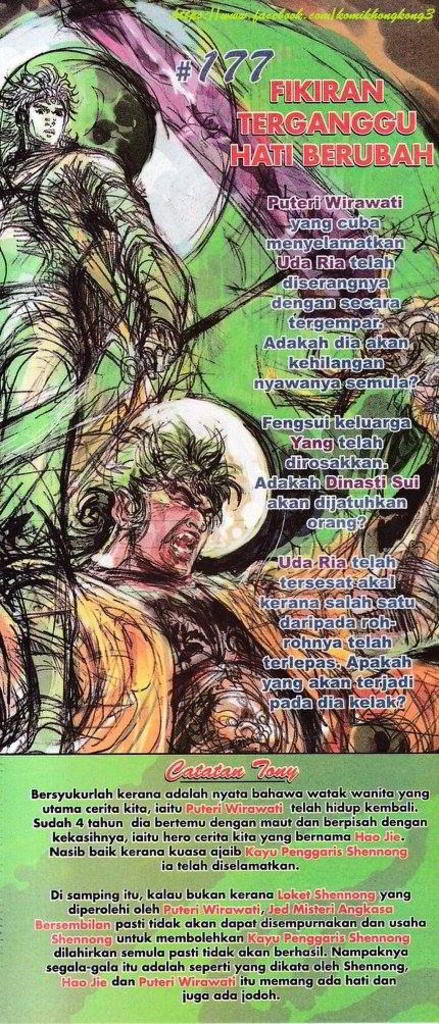 https://www.facebook.com/komikhongkong3
#177
FIKIRAN
TERGANGGU
HATI BERUBAH
Puteri Wirawati
yang cuba
menyelamatkan
Uda Ria telah
diserangnya
dengan secara
tergempar.
Adakah dia akan
kehilangan
nyawanya semula?
Fengsui keluarga
Yang telah
dirosakkan.
Adakah Dinasti Sui
akan dijatuhkan
orang?
Uda Ria telah
tersesat akal
kerana salah satu
daripada roh-
rohnya telah
terlepas. Apakah
yang akan terjadi
pada dia kelak?
Catatan Tony
Bersyukurlah kerana adalah nyata bahawa watak wanita yang
utama cerita kita, iaitu Puteri Wirawati telah hidup kembali.
Sudah 4 tahun dia bertemu dengan maut dan berpisah dengan
kekasihnya, iaitu hero cerita kita yang bernama Hao Jie.
Nasib baik kerana kuasa ajaib Kayu Penggaris Shennong
ia telah diselamatkan.
Di samping itu, kalau bukan kerana Loket Shennong yang
diperolehi oleh Puteri Wirawati, Jed Misteri Angkasa
Bersembilan pasti tidak akan dapat disempurnakan dan usaha
Shennong untuk membolehkan Kayu Penggaris Shennong
dilahirkan semula pasti tidak akan berhasil. Nampaknya
segala-gala itu adalah seperti yang dikata oleh Shennong,
Hao Jie dan Puteri Wirawati itu memang ada hati dan
juga ada jodoh.